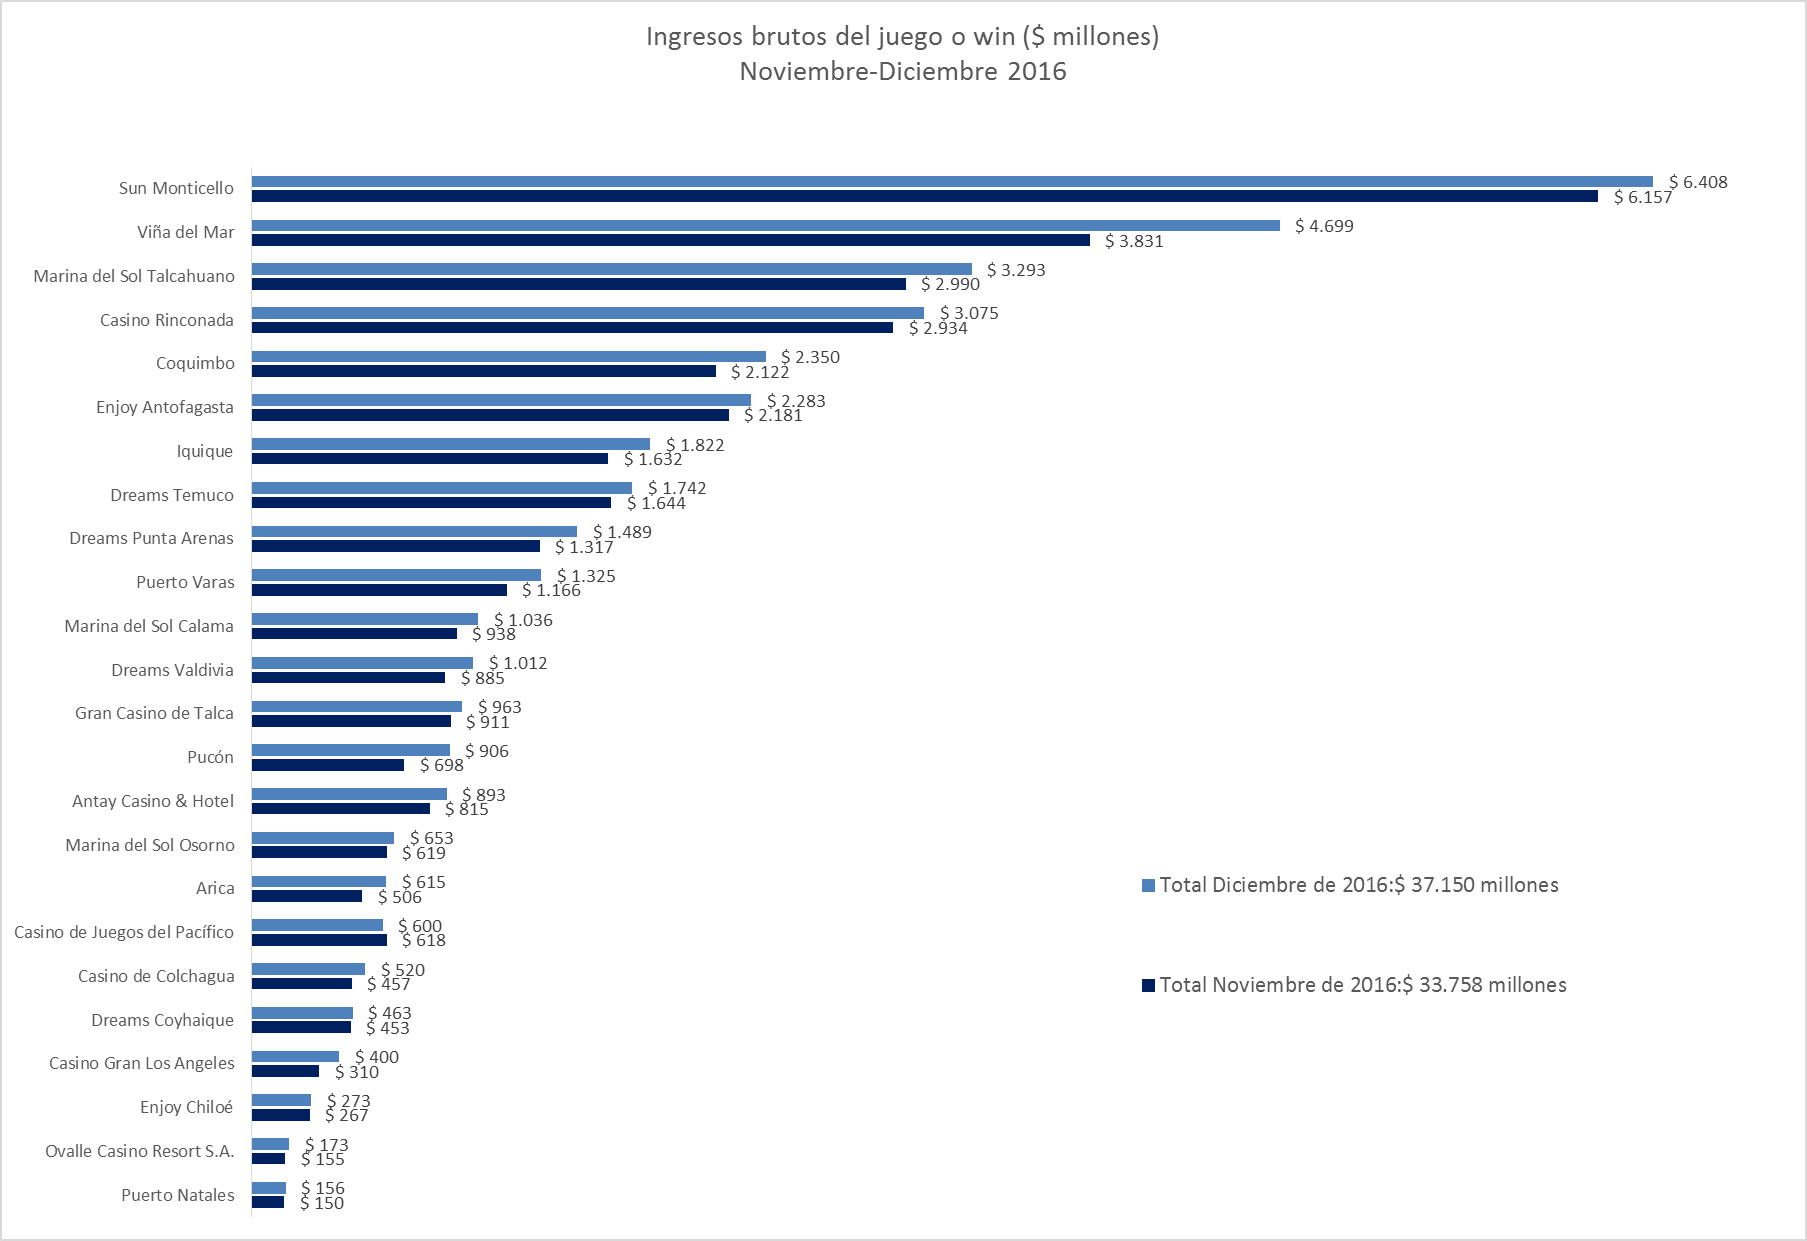 Ingresos brutos del juego o win ($ millones)
Noviembre-Diciembre 2016
Sun Monticello
$ 6.408
$ 6.157
Viña del Mar
$ 4.699
$ 3.831
Marina del Sol Talcahuano
$ 3.293
$ 2.990
Casino Rinconada
$ 3.075
$ 2.934
Coquimbo
$ 2.350
$ 2.122
Enjoy Antofagasta
$ 2.283
$ 2.181
Iquique
$ 1.822
$ 1.632
Dreams Temuco
$ 1.742
$ 1.644
Dreams Punta Arenas
$ 1.489
$ 1.317
Puerto Varas
$ 1.325
$ 1.166
Marina del Sol Calama
$ 1.036
$ 938
Dreams Valdivia
$ 1.012
$ 885
Gran Casino de Talca
$ 963
$ 911
Pucón
$ 906
$ 698
Antay Casino & Hotel
$ 893
$ 815
Marina del Sol Osorno
$ 653
$ 619
Arica
$ 615
$ 506
Casino de Juegos del Pacífico
$ 600
$ 618
Casino de Colchagua
$ 520
$ 457
Dreams Coyhaique
$ 463
$ 453
Casino Gran Los Angeles
$ 400
$ 310
Enjoy Chiloé
$ 273
$ 267
Ovalle Casino Resort S.A.
$ 173
$ 155
Puerto Natales
$ 156
$ 150
Total Diciembre de 2016:$ 37.150 millones
Total Noviembre de 2016:$ 33.758 millones